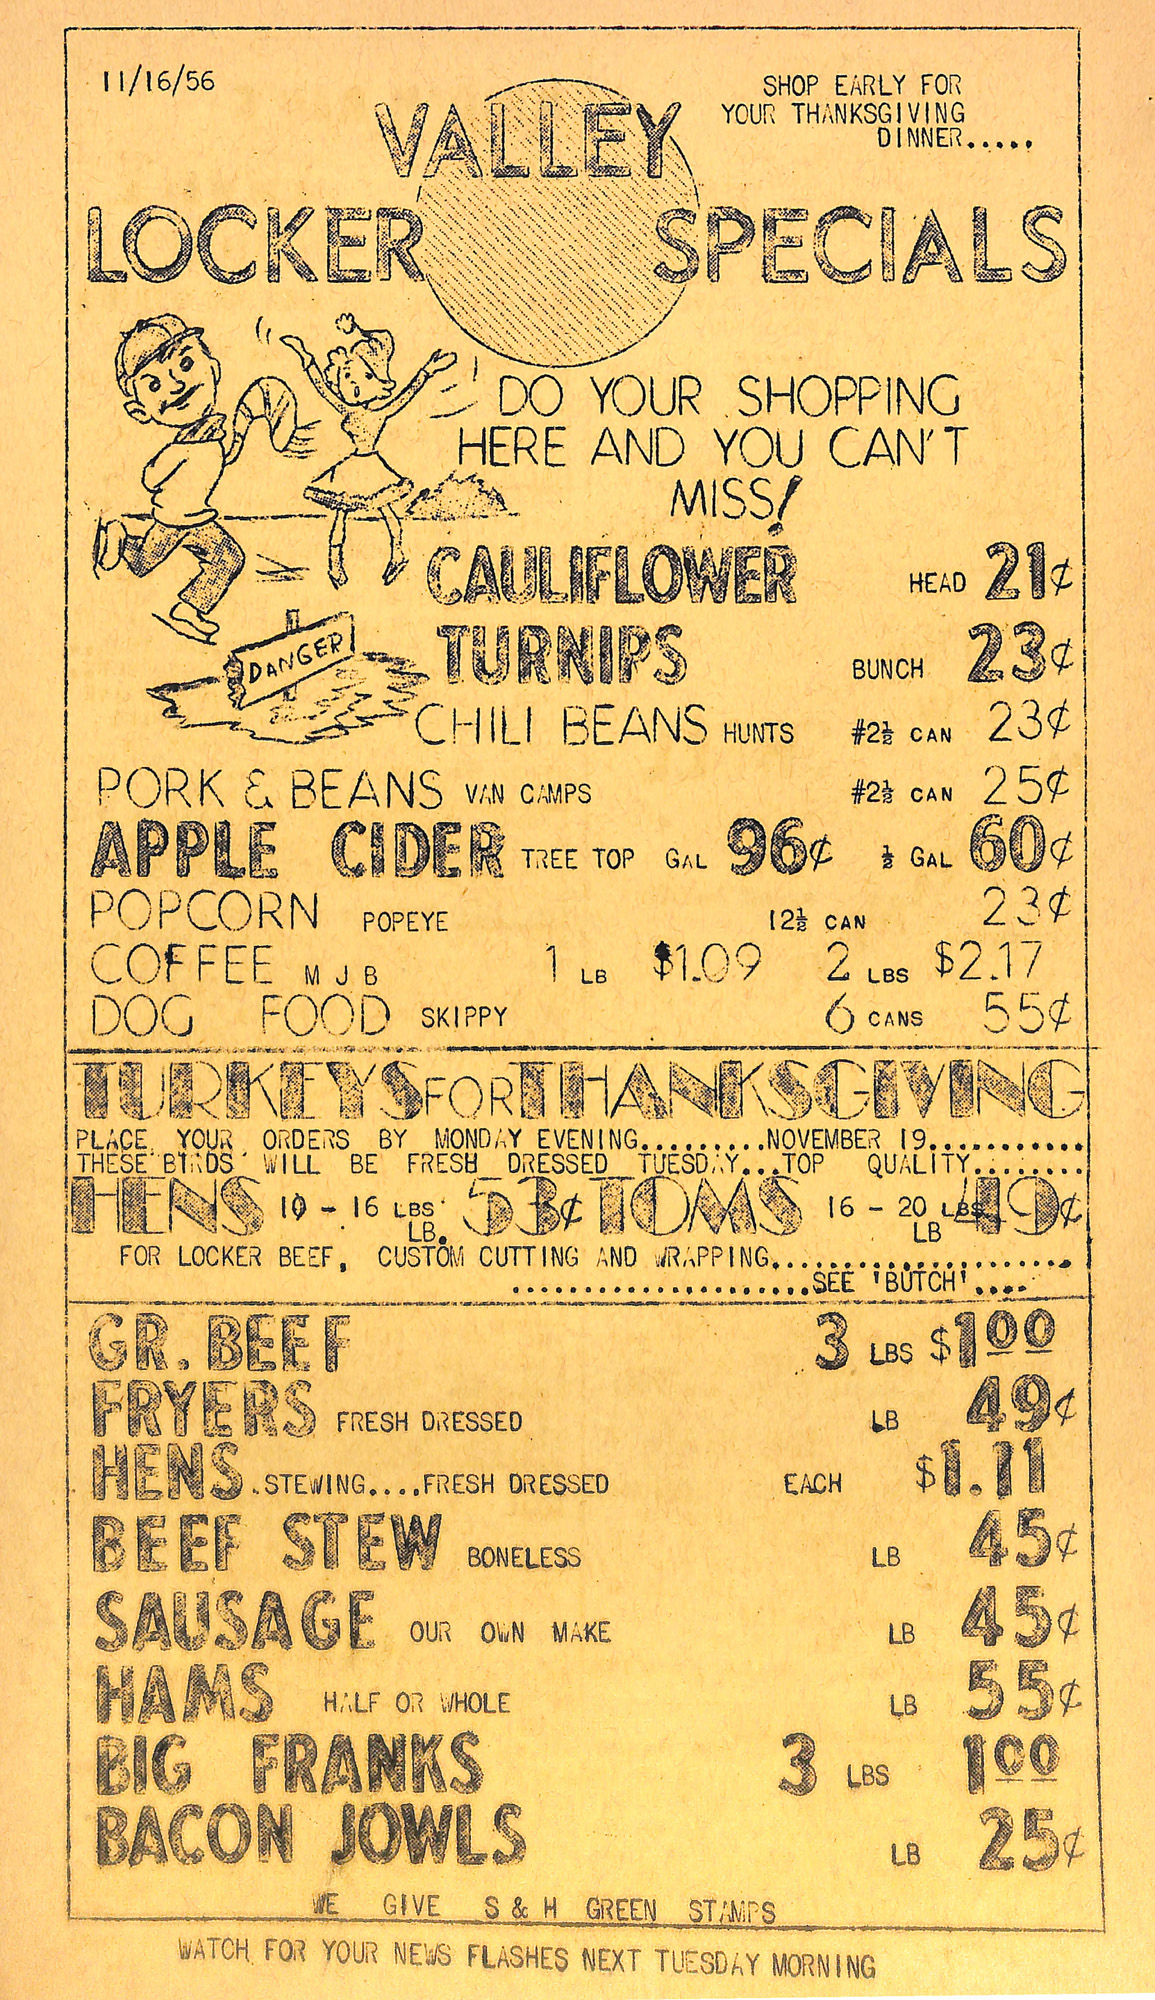 11/16/56
SHOP EARLY FOR
YOUR THANKSGIVING
DINNER.....
VALLEY
LOCKER SPECIALS
DO YOUR SHOPPING
HERE AND YOU CAN'T
MISS!
DANGER
CAULIFLOWER HEAD 21¢
TURNIPS BUNCH 23¢
CHILI BEANS HUNTS #2½ CAN 23¢
PORK & BEANS VAN CAMPS #2½ CAN 25¢
APPLE CIDER TREE TOP GAL 96¢ ½ GAL 60¢
POPCORN POPEYE 12½ CAN 23¢
COFFEE M J B 1 LB $1.09 2 LBS $2.17
DOG FOOD SKIPPY 6 CANS 55¢
TURKEYS FOR THANKSGIVING
PLACE YOUR ORDERS BY MONDAY EVENING.........NOVEMBER 19............
THESE BIRDS WILL BE FRESH DRESSED TUESDAY...TOP QUALITY........
HENS 10 - 16 LBS 53¢ TOMS 16 - 20 LBS 49¢
LB. LB
FOR LOCKER BEEF, CUSTOM CUTTING AND WRAPPING......................
......................SEE 'BUTCH'....
GR. BEEF 3 LBS $1.00
FRYERS FRESH DRESSED LB 49¢
HENS.STEWING....FRESH DRESSED EACH $1.11
BEEF STEW BONELESS LB 45¢
SAUSAGE OUR OWN MAKE LB 45¢
HAMS HALF OR WHOLE LB 55¢
BIG FRANKS 3 LBS 1.00
BACON JOWLS LB 25¢
WE GIVE S & H GREEN STAMPS
WATCH FOR YOUR NEWS FLASHES NEXT TUESDAY MORNING